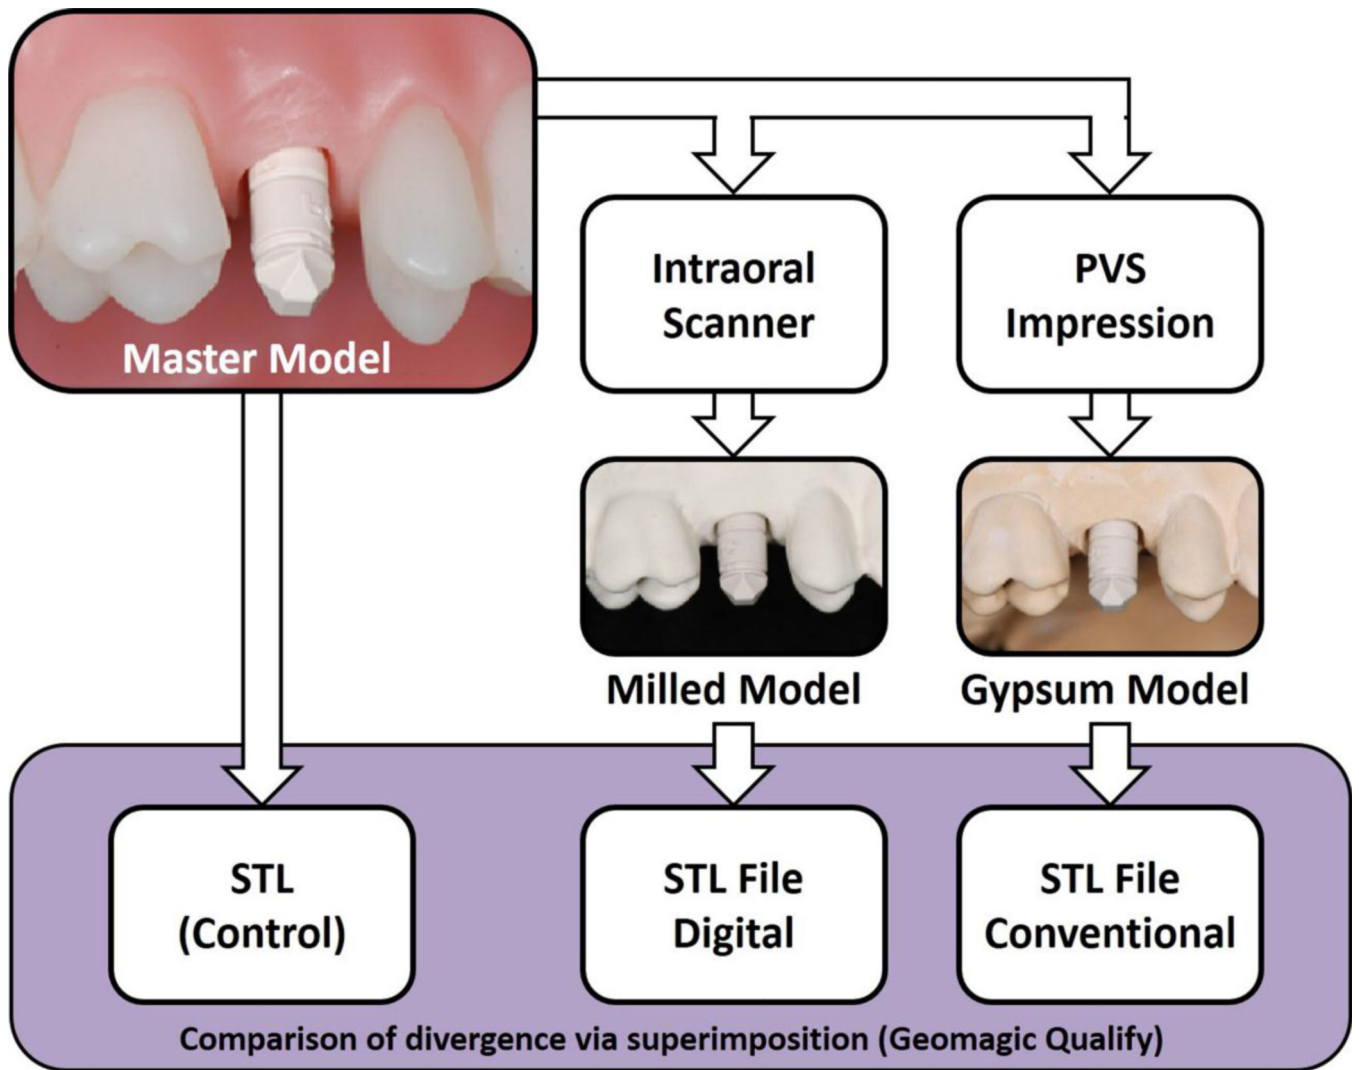 Master Model
Intraoral
Scanner
PVS
Impression
Milled Model
Gypsum Model
STL
(Control)
STL File
Digital
STL File
Conventional
Comparison of divergence via superimposition (Geomagic Qualify)